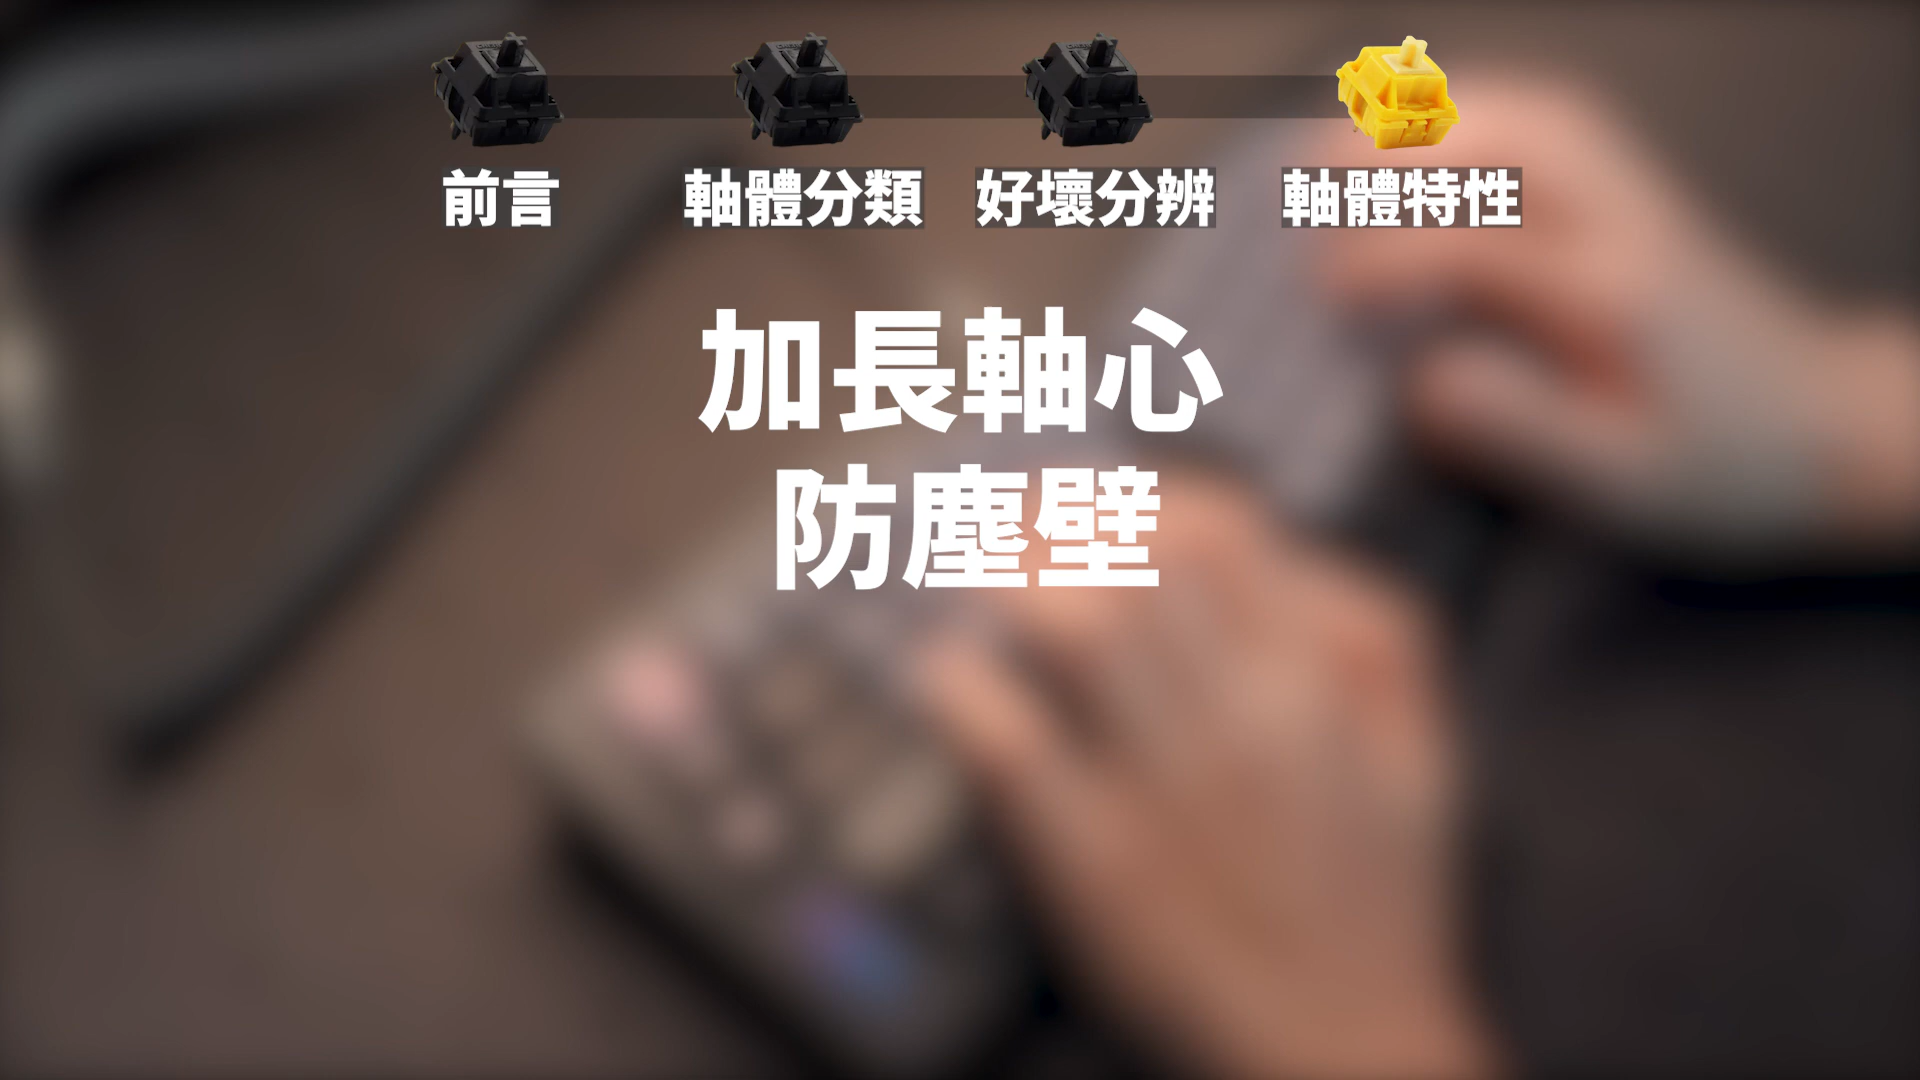 前言
軸體分類
好壞分辨
軸體特性
加長軸心
防塵壁